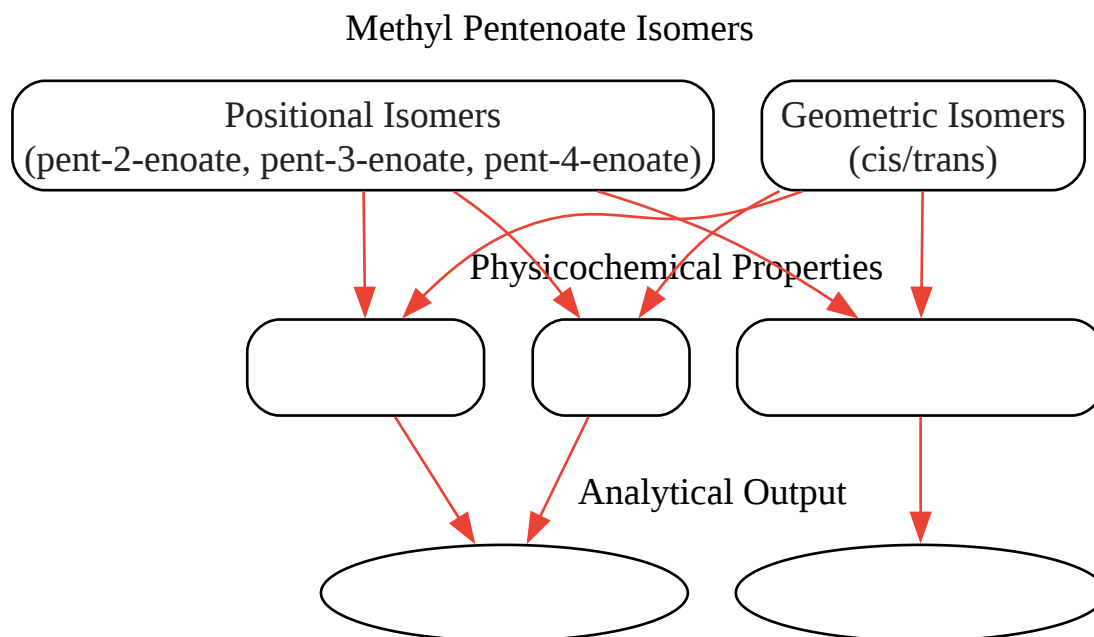 Methyl Pentenoate Isomers
Positional Isomers
(pent-2-enoate, pent-3-enoate, pent-4-enoate)
Geometric Isomers
(cis/trans)
Physicochemical Properties
Analytical Output